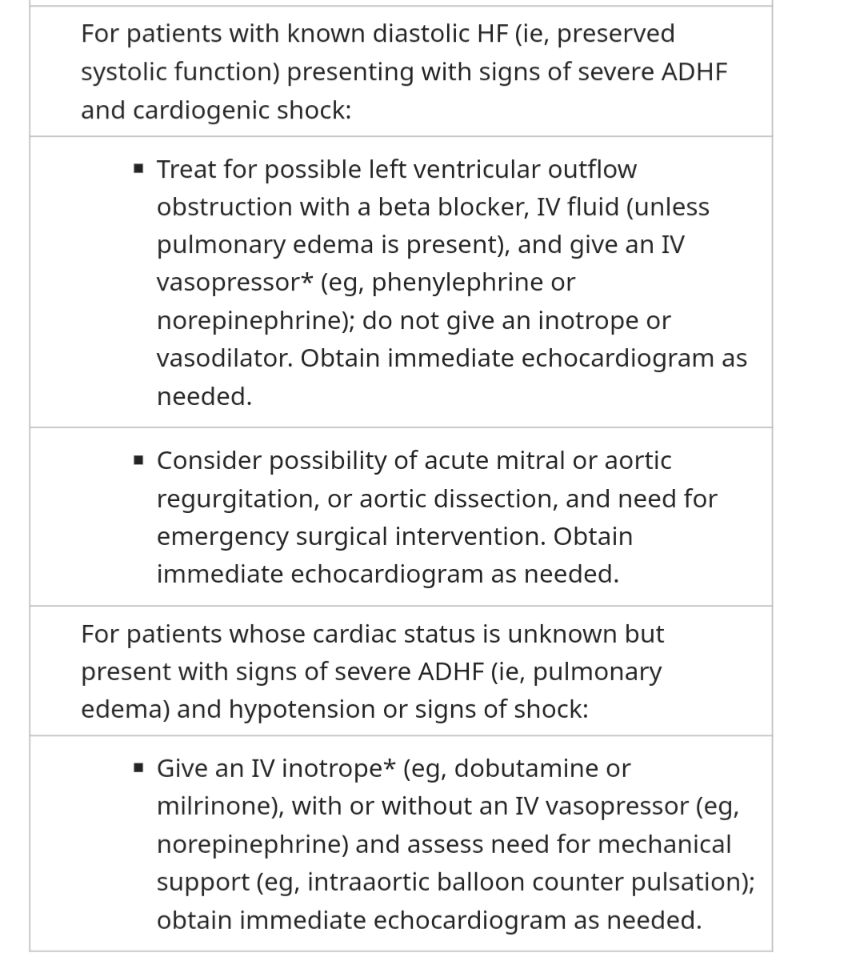 For patients with known diastolic HF (ie, preserved
systolic function) presenting with signs of severe ADHF
and cardiogenic shock:
▪ Treat for possible left ventricular outflow
obstruction with a beta blocker, IV fluid (unless
pulmonary edema is present), and give an IV
vasopressor* (eg, phenylephrine or
norepinephrine); do not give an inotrope or
vasodilator. Obtain immediate echocardiogram as
needed.
▪ Consider possibility of acute mitral or aortic
regurgitation, or aortic dissection, and need for
emergency surgical intervention. Obtain
immediate echocardiogram as needed.
For patients whose cardiac status is unknown but
present with signs of severe ADHF (ie, pulmonary
edema) and hypotension or signs of shock:
▪ Give an IV inotrope* (eg, dobutamine or
milrinone), with or without an IV vasopressor (eg,
norepinephrine) and assess need for mechanical
support (eg, intraaortic balloon counter pulsation);
obtain immediate echocardiogram as needed.